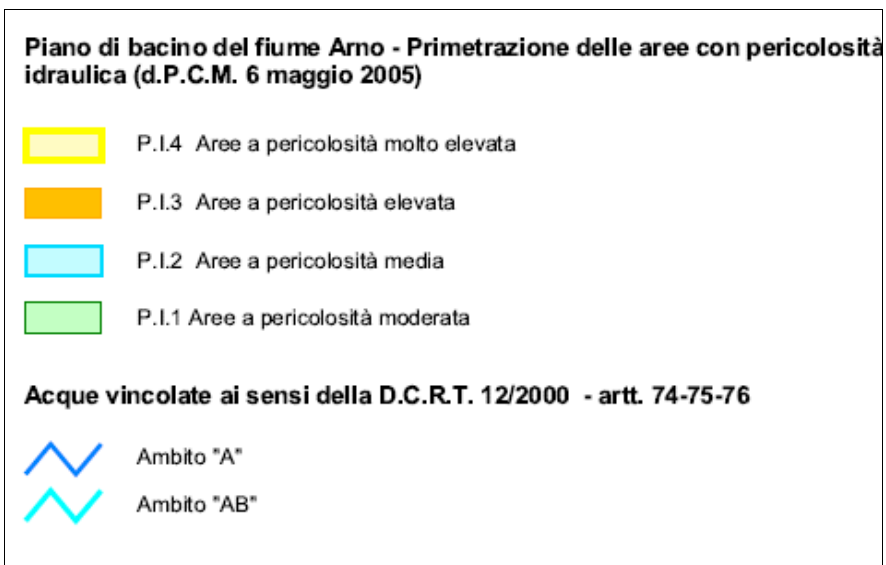 Piano di bacino del fiume Arno - Primetrazione delle aree con pericolosità
idraulica (d.P.C.M. 6 maggio 2005)
P.I.4 Aree a pericolosità molto elevata
P.I.3 Aree a pericolosità elevata
P.I.2 Aree a pericolosità media
P.I.1 Aree a pericolosità moderata
Acque vincolate ai sensi della D.C.R.T. 12/2000 - artt. 74-75-76
Ambito "A"
Ambito "AB"